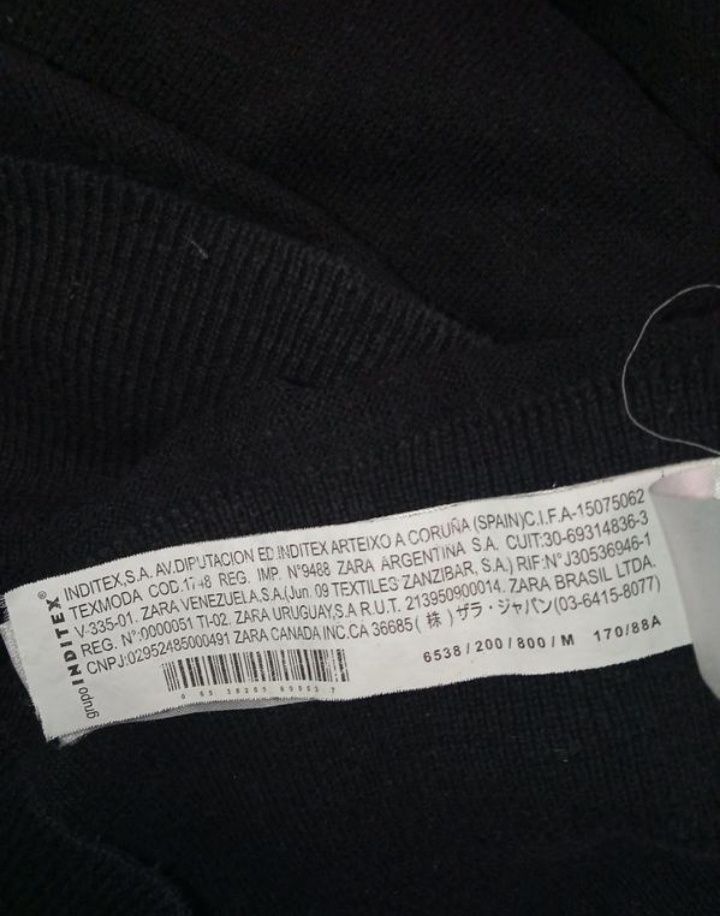 grupo INDITEX®
INDITEX,S.A. AV.DIPUTACION ED.INDITEX ARTEIXO A CORUÑA (SPAIN)C.I.F.A-15075062
TEXMODA COD.1748 REG. IMP. N°9488 ZARA ARGENTINA S.A. CUIT:30-69314836-3
V-335-01. ZARA VENEZUELA.S.A.(Jun. 09 TEXTILES ZANZIBAR, S.A.) RIF:N°J30536946-1
REG. N°:0000051 TI-02. ZARA URUGUAY,S.A R.U.T. 213950900014. ZARA BRASIL LTDA.
CNPJ:02952485000491 ZARA CANADA INC.CA 36685 ( 株 ) ザラ・ジャパン(03-6415-8077)
6538/200/800/M 170/88A